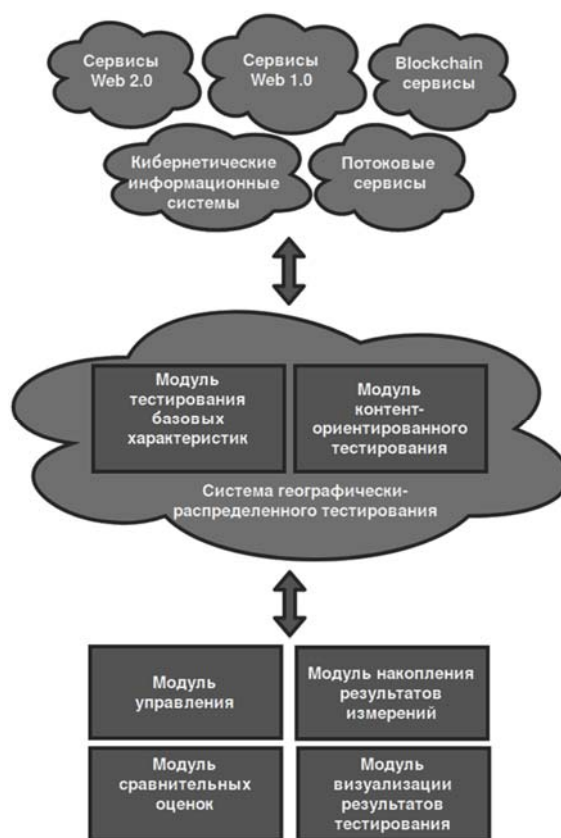 Сервисы
Web 2.0
Сервисы
Web 1.0
Blockchain
сервисы
Кибернетические
информационные
системы
Потоковые
сервисы
Модуль
тестирования
базовых
характеристик
Модуль
контент-
ориентированного
тестирования
Система географически-
распределенного тестирования
Модуль
управления
Модуль накопления
результатов
измерений
Модуль
сравнительных
оценок
Модуль
визуализации
результатов
тестирования